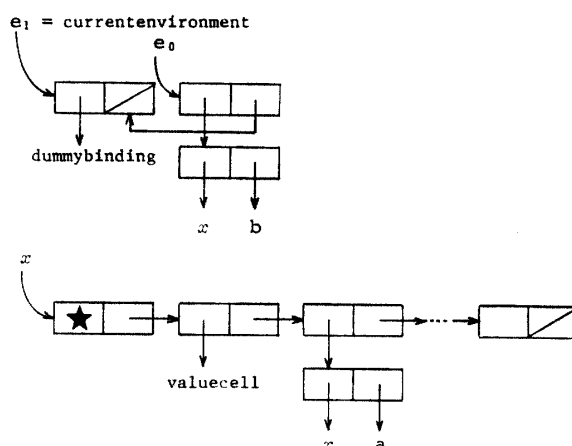 e₁ = currentenvironment
e₀
dummybinding
x b
x
valuecell
x a